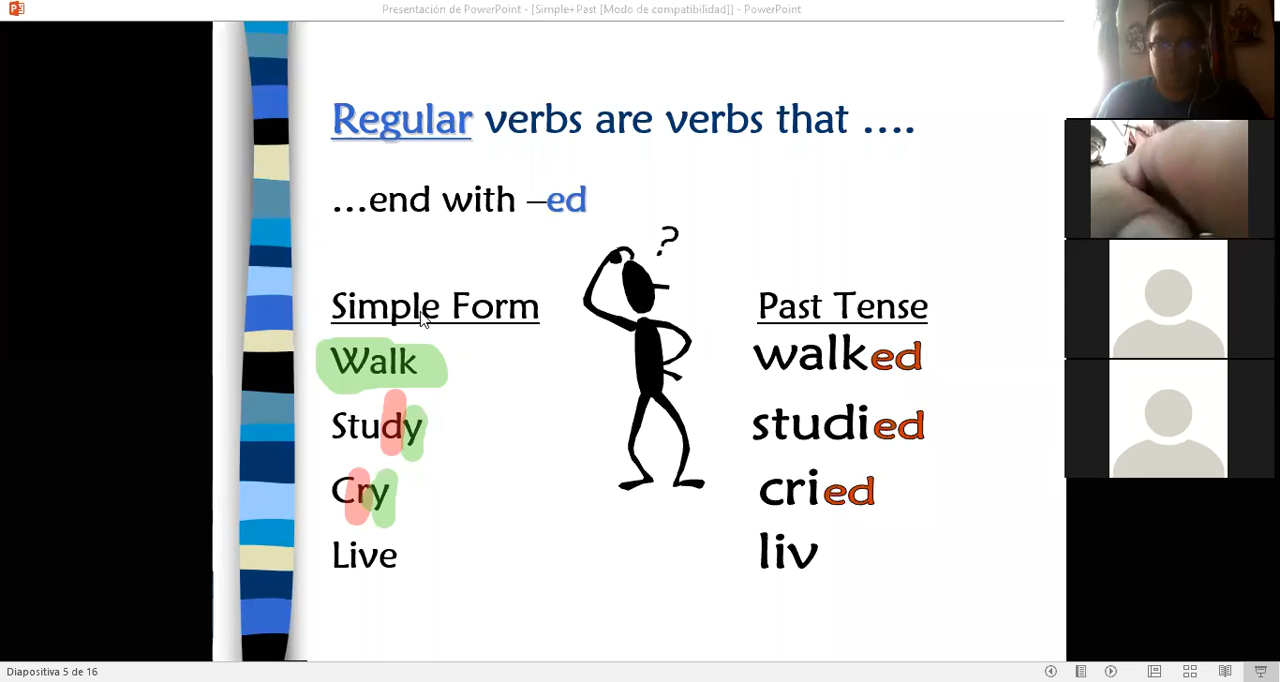 Presentación de PowerPoint - [Simple+Past [Modo de compatibilidad]] - PowerPoint
Regular verbs are verbs that ….
…end with –ed
?
Simple Form
Past Tense
Walk
walked
Study
studied
Cry
cried
Live
liv
Diapositiva 5 de 16